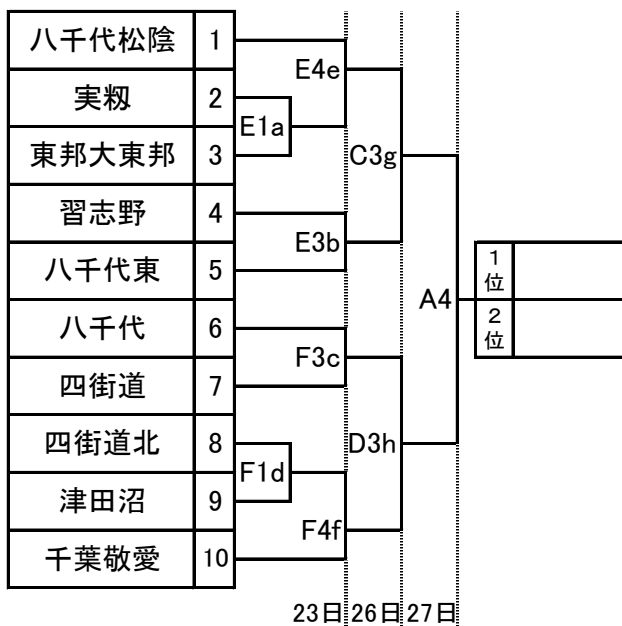 八千代松陰 1
E4e
実籾 2
E1a
東邦大東邦 3
C3g
習志野 4
E3b
八千代東 5
1位
A4
八千代 6
2位
F3c
四街道 7
四街道北 8
D3h
F1d
津田沼 9
F4f
千葉敬愛 10
23日 26日 27日